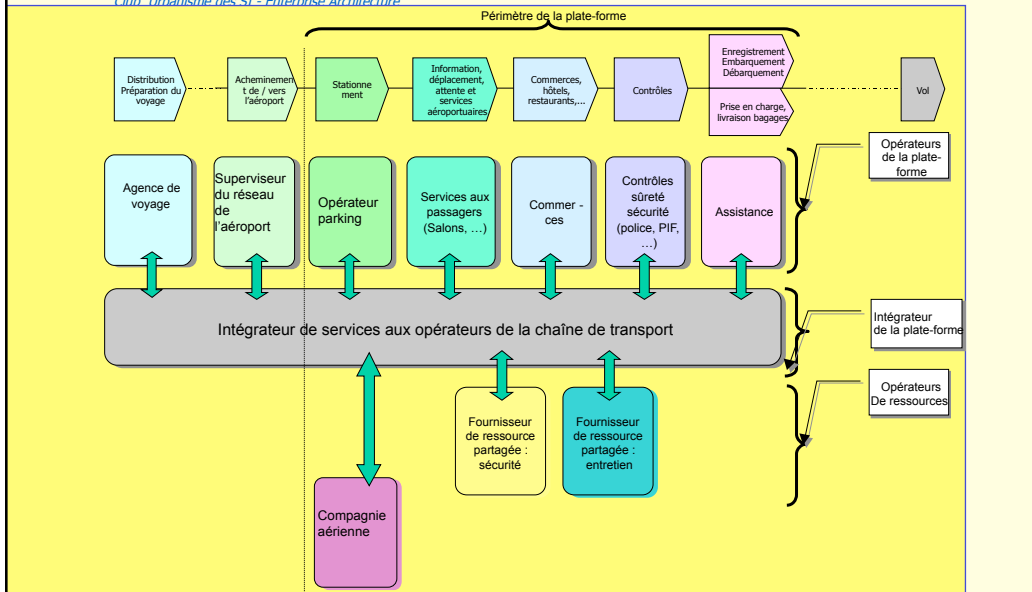 Club Urbanisme des SI - Enterprise Architecture
Périmètre de la plate-forme
Distribution
Préparation du
voyage
Acheminemen
t de / vers
l'aéroport
Stationne
ment
Information,
déplacement,
attente et
services
aéroportuaires
Commerces,
hôtels,
restaurants,...
Contrôles
Enregistrement
Embarquement
Débarquement
Prise en charge,
livraison bagages
Vol
Agence de
voyage
Superviseur
du réseau
de
l'aéroport
Opérateur
parking
Services aux
passagers
(Salons, …)
Commer -
ces
Contrôles
sûreté
sécurité
(police, PIF,
…)
Assistance
Opérateurs
de la plate-
forme
Intégrateur de services aux opérateurs de la chaîne de transport
Intégrateur
de la plate-forme
Fournisseur
de ressource
partagée :
sécurité
Fournisseur
de ressource
partagée :
entretien
Opérateurs
De ressources
Compagnie
aérienne